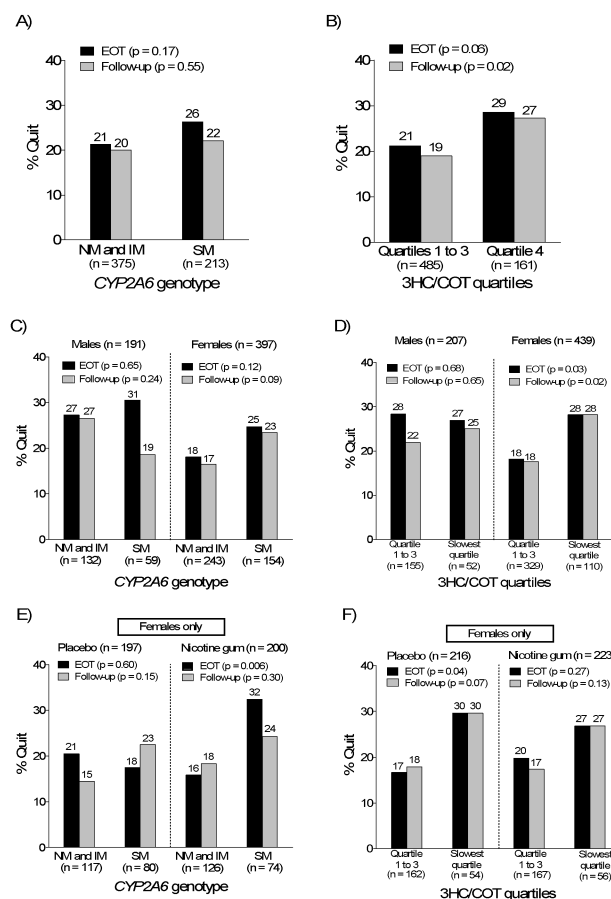 A)
EOT (p = 0.17)
Follow-up (p = 0.55)
% Quit
40
30
20
10
0
21
20
26
22
NM and IM
(n = 375)
SM
(n = 213)
CYP2A6 genotype
B)
EOT (p = 0.06)
Follow-up (p = 0.02)
% Quit
40
30
20
10
0
21
19
29
27
Quartiles 1 to 3
(n = 485)
Quartile 4
(n = 161)
3HC/COT quartiles
C)
Males (n = 191)
Females (n = 397)
EOT (p = 0.65)
Follow-up (p = 0.24)
EOT (p = 0.12)
Follow-up (p = 0.09)
% Quit
40
30
20
10
0
27
27
31
19
18
17
25
23
NM and IM
(n = 132)
SM
(n = 59)
NM and IM
(n = 243)
SM
(n = 154)
CYP2A6 genotype
D)
Males (n = 207)
Females (n = 439)
EOT (p = 0.68)
Follow-up (p = 0.65)
EOT (p = 0.03)
Follow-up (p = 0.02)
% Quit
40
30
20
10
0
28
22
27
25
18
18
28
28
Quartile
1 to 3
(n = 155)
Slowest
quartile
(n = 52)
Quartile
1 to 3
(n = 329)
Slowest
quartile
(n = 110)
3HC/COT quartiles
E)
Females only
Placebo (n = 197)
Nicotine gum (n = 200)
EOT (p = 0.60)
Follow-up (p = 0.15)
EOT (p = 0.006)
Follow-up (p = 0.30)
% Quit
40
30
20
10
0
21
15
18
23
16
18
32
24
NM and IM
(n = 117)
SM
(n = 80)
NM and IM
(n = 126)
SM
(n = 74)
CYP2A6 genotype
F)
Females only
Placebo (n = 216)
Nicotine gum (n = 223)
EOT (p = 0.04)
Follow-up (p = 0.07)
EOT (p = 0.27)
Follow-up (p = 0.13)
% Quit
40
30
20
10
0
17
18
30
30
20
17
27
27
Quartile
1 to 3
(n = 162)
Slowest
quartile
(n = 54)
Quartile
1 to 3
(n = 167)
Slowest
quartile
(n = 56)
3HC/COT quartiles